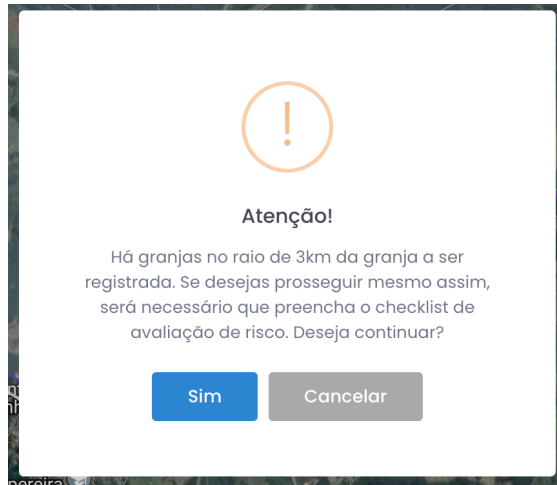 !
Atenção!
Há granjas no raio de 3km da granja a ser
registrada. Se desejas prosseguir mesmo assim,
será necessário que preencha o checklist de
avaliação de risco. Deseja continuar?
Sim
Cancelar